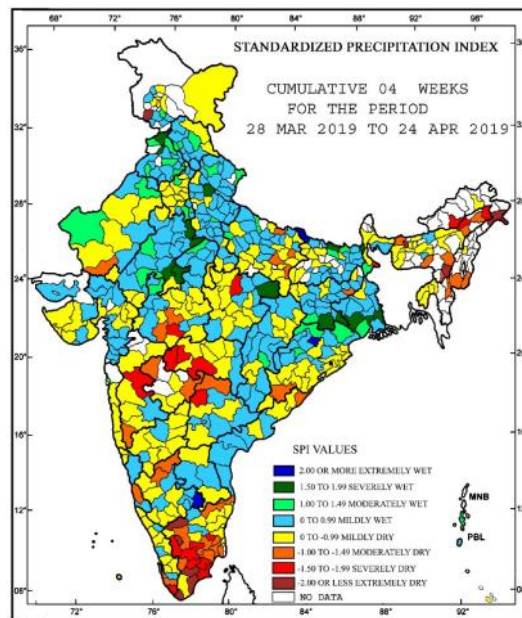 68° 72° 76° 80° 84° 88° 92° 96°
STANDARDIZED PRECIPITATION INDEX
CUMULATIVE 04 WEEKS
FOR THE PERIOD
28 MAR 2019 TO 24 APR 2019
36°
32°
28°
24°
20°
16°
12°
08°
SPI VALUES
2.00 OR MORE EXTREMELY WET
1.50 TO 1.99 SEVERELY WET
1.00 TO 1.49 MODERATELY WET
0 TO 0.99 MILDLY WET
0 TO -0.99 MILDLY DRY
-1.00 TO -1.49 MODERATELY DRY
-1.50 TO -1.99 SEVERELY DRY
-2.00 OR LESS EXTREMELY DRY
NO DATA
MNB
PBL
72° 76° 80° 84° 88° 92°